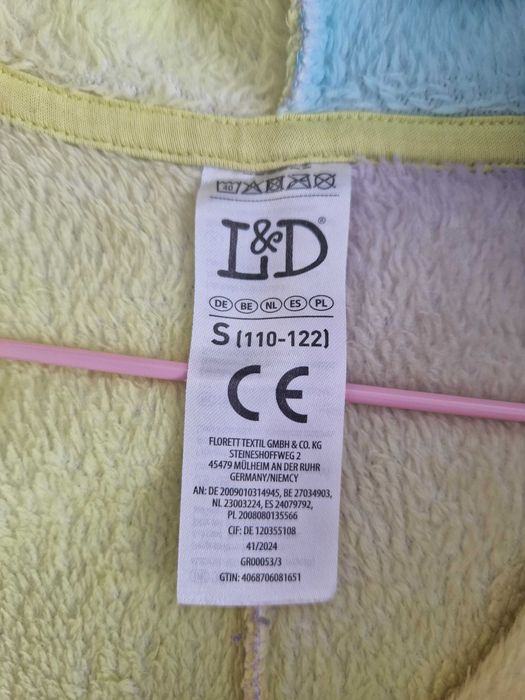 40
L&D®
DE BE NL ES PL
S (110-122)
CE
FLORETT TEXTIL GMBH & CO. KG
STEINESHOFFWEG 2
45479 MÜLHEIM AN DER RUHR
GERMANY/NIEMCY
AN: DE 2009010314945, BE 27034903,
NL 23003224, ES 24079792,
PL 2008080135566
CIF: DE 120355108
41/2024
GR00053/3
GTIN: 4068706081651